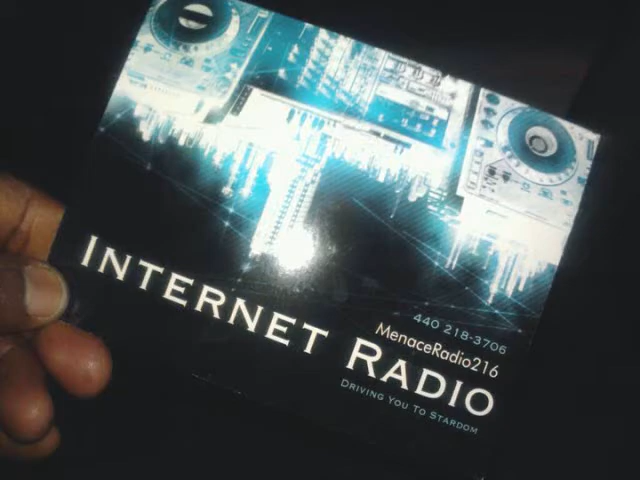 440 218-3706
MenaceRadio216
INTERNET RADIO
DRIVING YOU TO STARDOM